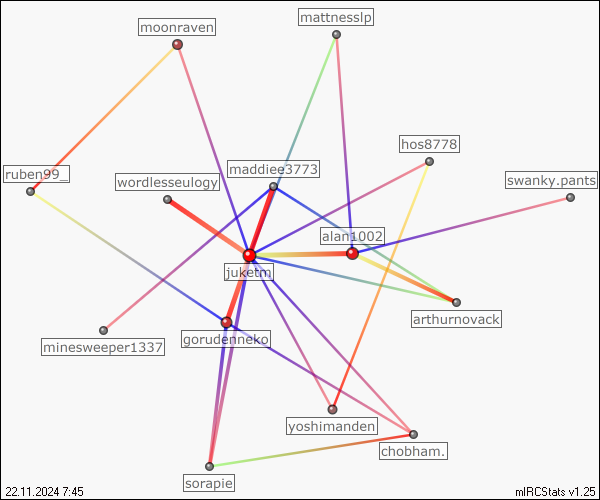 mattnesslp
moonraven
hos8778
maddiee3773
ruben99_
wordlesseulogy
swanky.pants
alan1002
juketm
arthurnovack
gorudenneko
minesweeper1337
yoshimanden
chobham.
sorapie
22.11.2024 7:45
mIRCStats v1.25